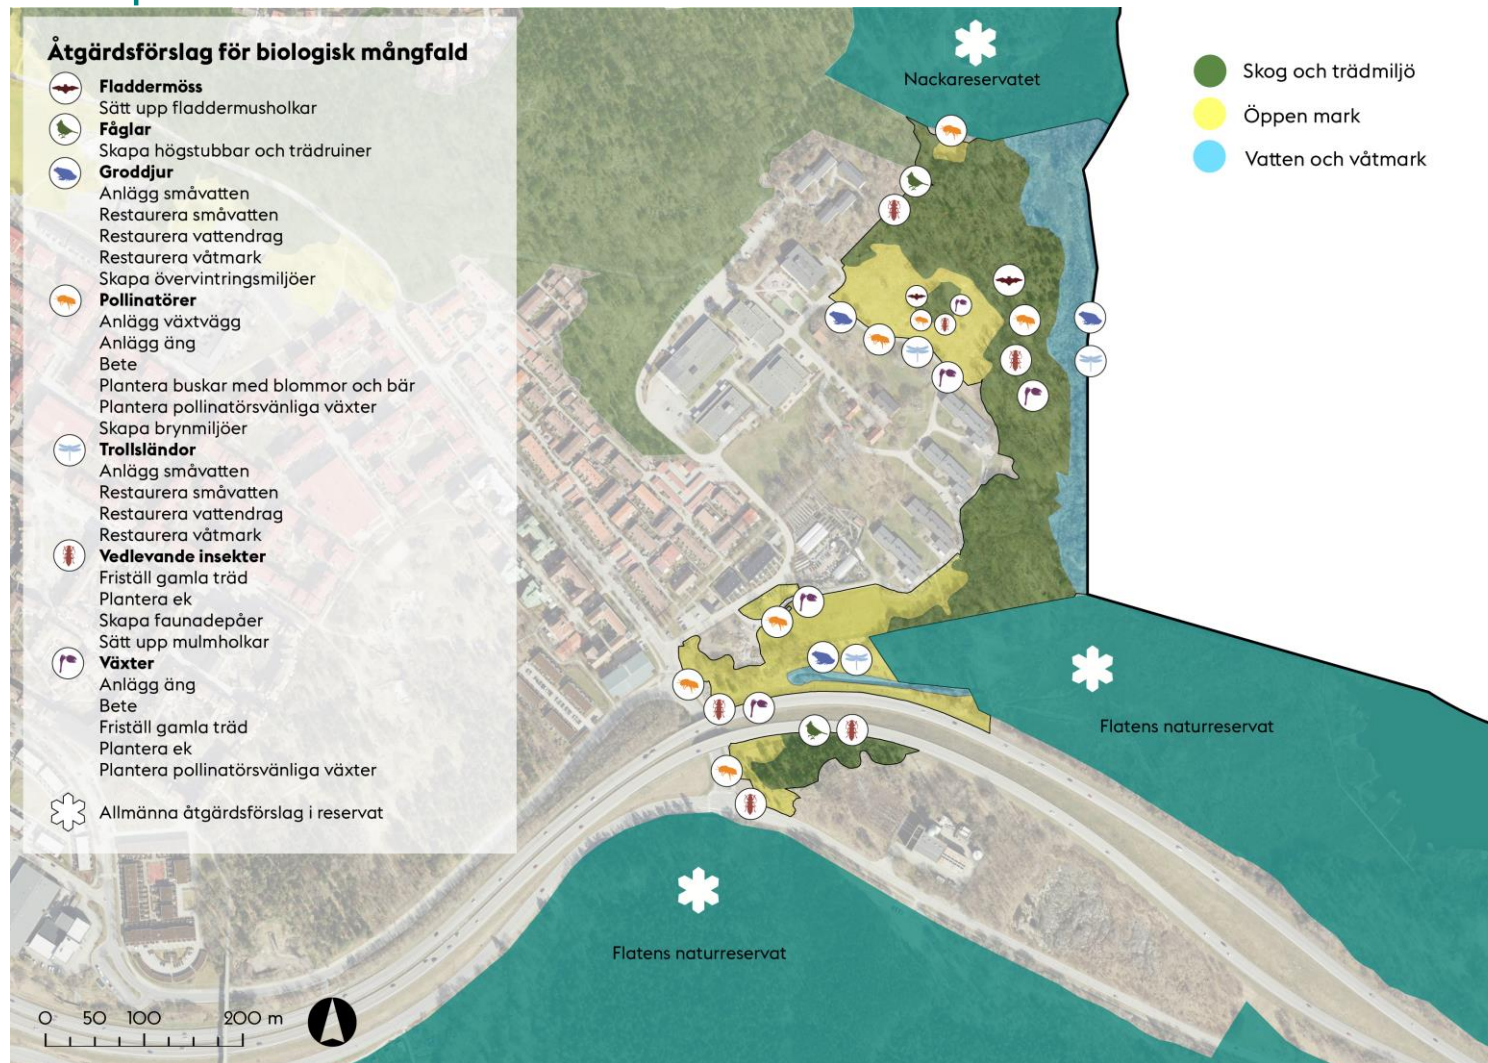 Åtgärdsförslag för biologisk mångfald
Fladdermöss
Sätt upp fladdermusholkar
Fåglar
Skapa högstubbar och trädruiner
Groddjur
Anlägg småvatten
Restaurera småvatten
Restaurera vattendrag
Restaurera våtmark
Skapa övervintringsmiljöer
Pollinatörer
Anlägg växtvägg
Anlägg äng
Bete
Plantera buskar med blommor och bär
Plantera pollinatörsvänliga växter
Skapa brynmiljöer
Trollsländor
Anlägg småvatten
Restaurera småvatten
Restaurera vattendrag
Restaurera våtmark
Vedlevande insekter
Friställ gamla träd
Plantera ek
Skapa faunadepåer
Sätt upp mulmholkar
Växter
Anlägg äng
Bete
Friställ gamla träd
Plantera ek
Plantera pollinatörsvänliga växter
Allmänna åtgärdsförslag i reservat
0 50 100 200 m
Nackareservatet
Skog och trädmiljö
Öppen mark
Vatten och våtmark
Flatens naturreservat
Flatens naturreservat